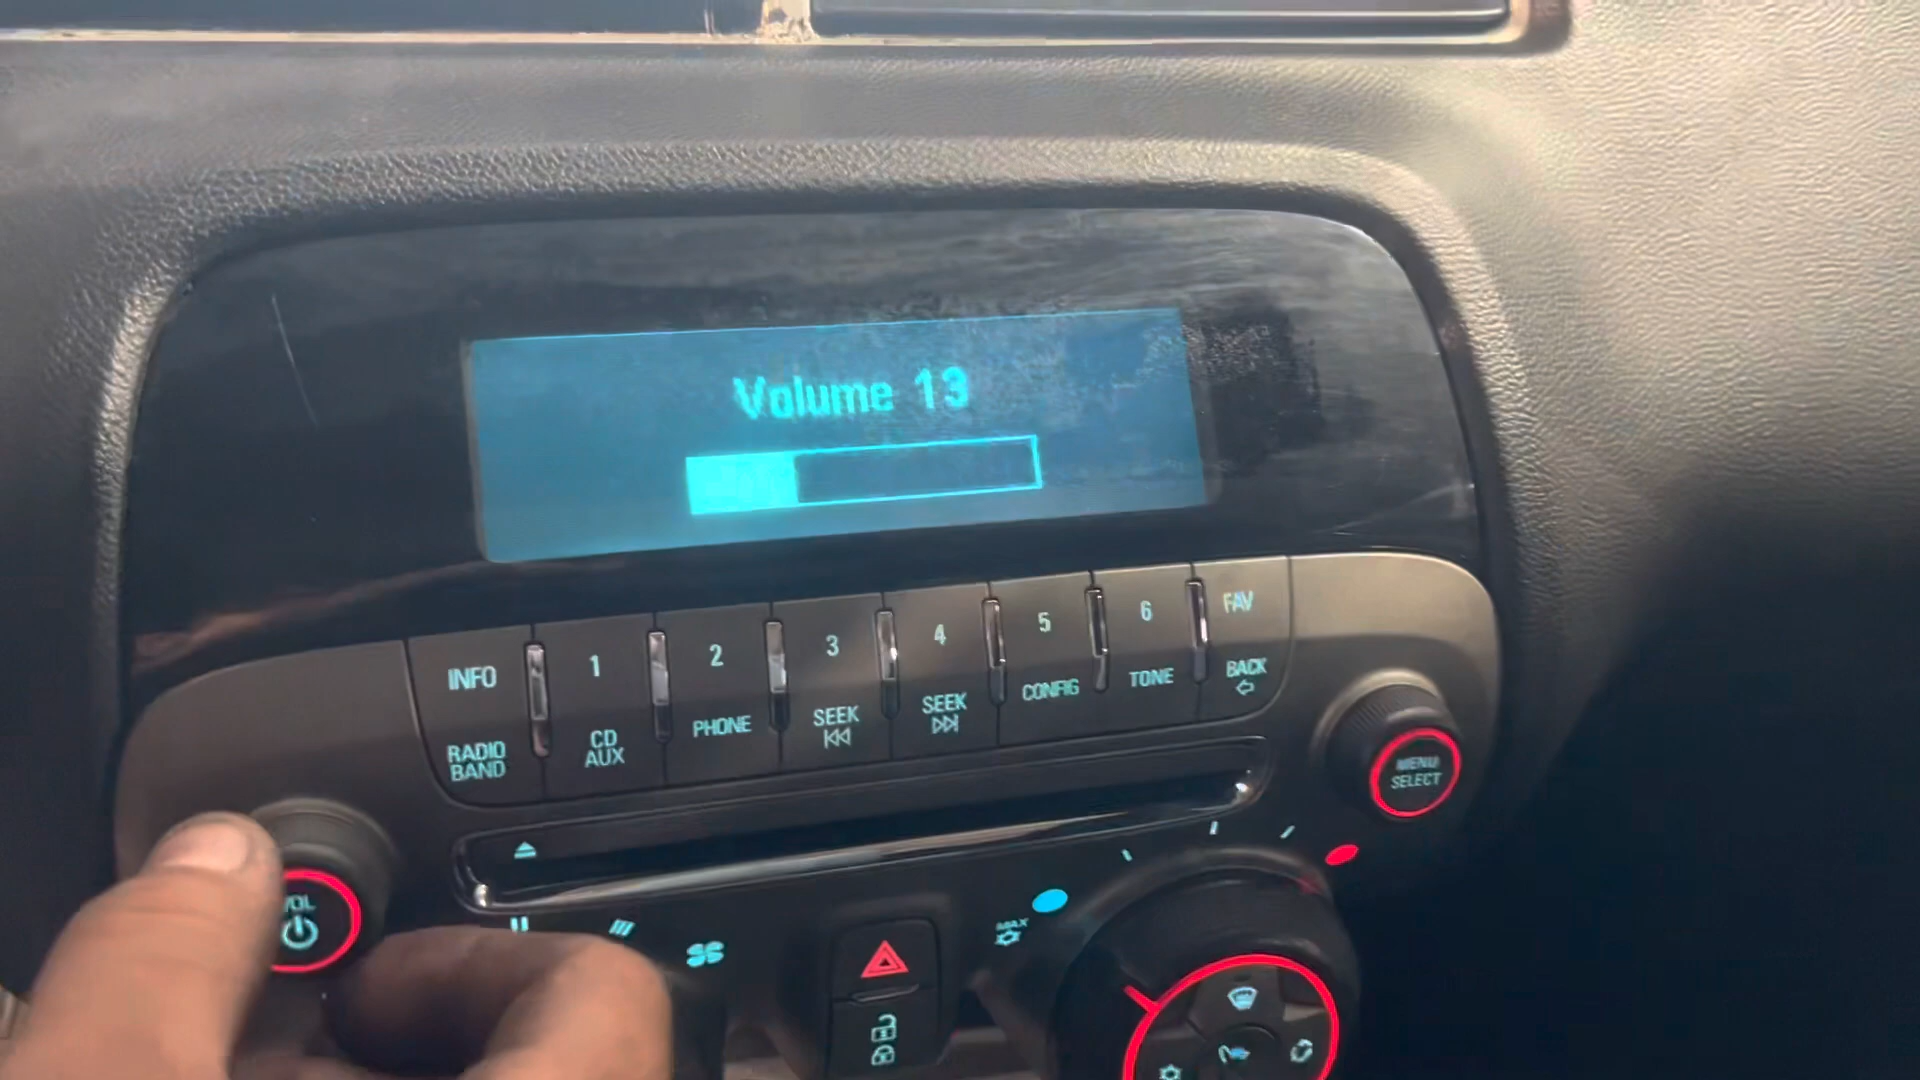 Volume 13
INFO
1
2
3
4
5
6
FAV
RADIO
BAND
CD
AUX
PHONE
SEEK
SEEK
CONFIG
TONE
BACK
MENU
SELECT
VOL
MAX